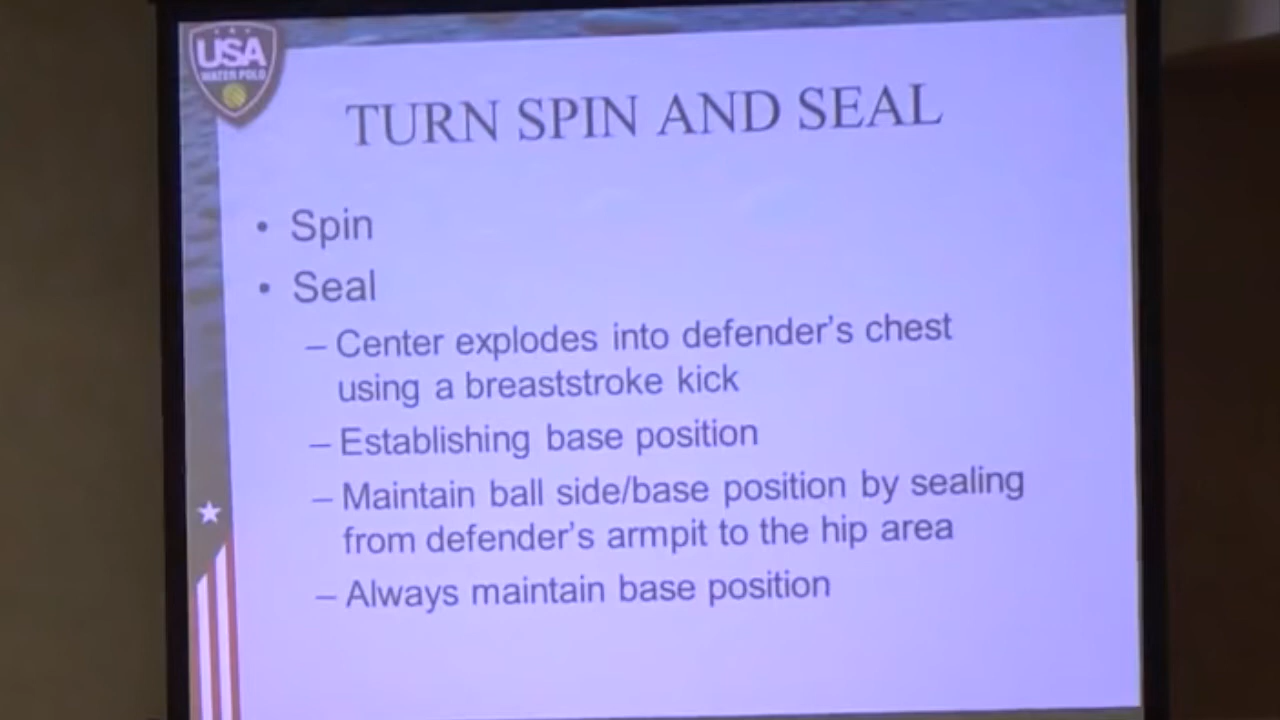 USA
WATER POLO
TURN SPIN AND SEAL
• Spin
• Seal
– Center explodes into defender's chest
using a breaststroke kick
– Establishing base position
– Maintain ball side/base position by sealing
from defender's armpit to the hip area
– Always maintain base position